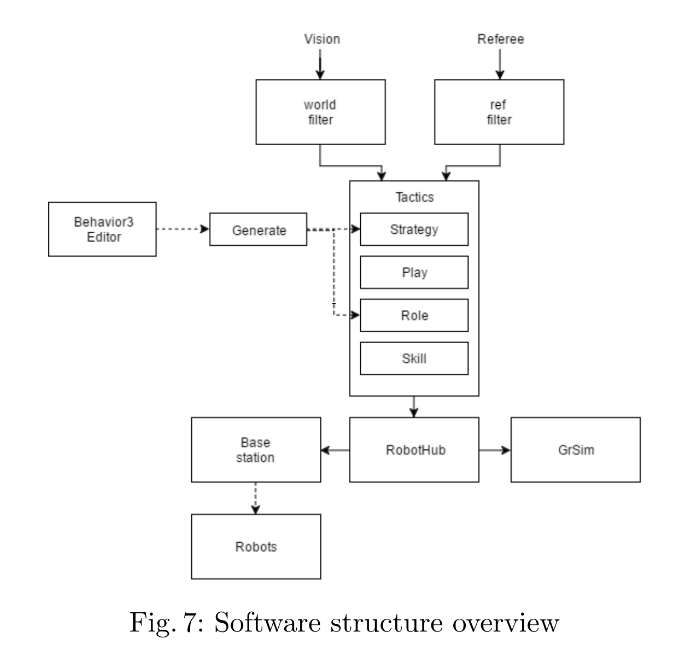 Vision
Referee
world
filter
ref
filter
Tactics
Behavior3
Editor
Generate
Strategy
Play
Role
Skill
Base
station
RobotHub
GrSim
Robots
Fig. 7: Software structure overview